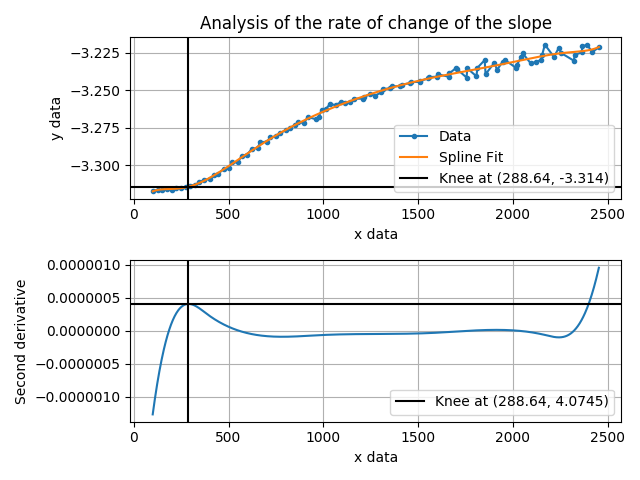 Analysis of the rate of change of the slope
−3.225
−3.250
−3.275
−3.300
y data
Data
Spline Fit
Knee at (288.64, -3.314)
0 500 1000 1500 2000 2500
x data
0.0000010
0.0000005
0.0000000
−0.0000005
−0.0000010
Second derivative
Knee at (288.64, 4.0745)
0 500 1000 1500 2000 2500
x data